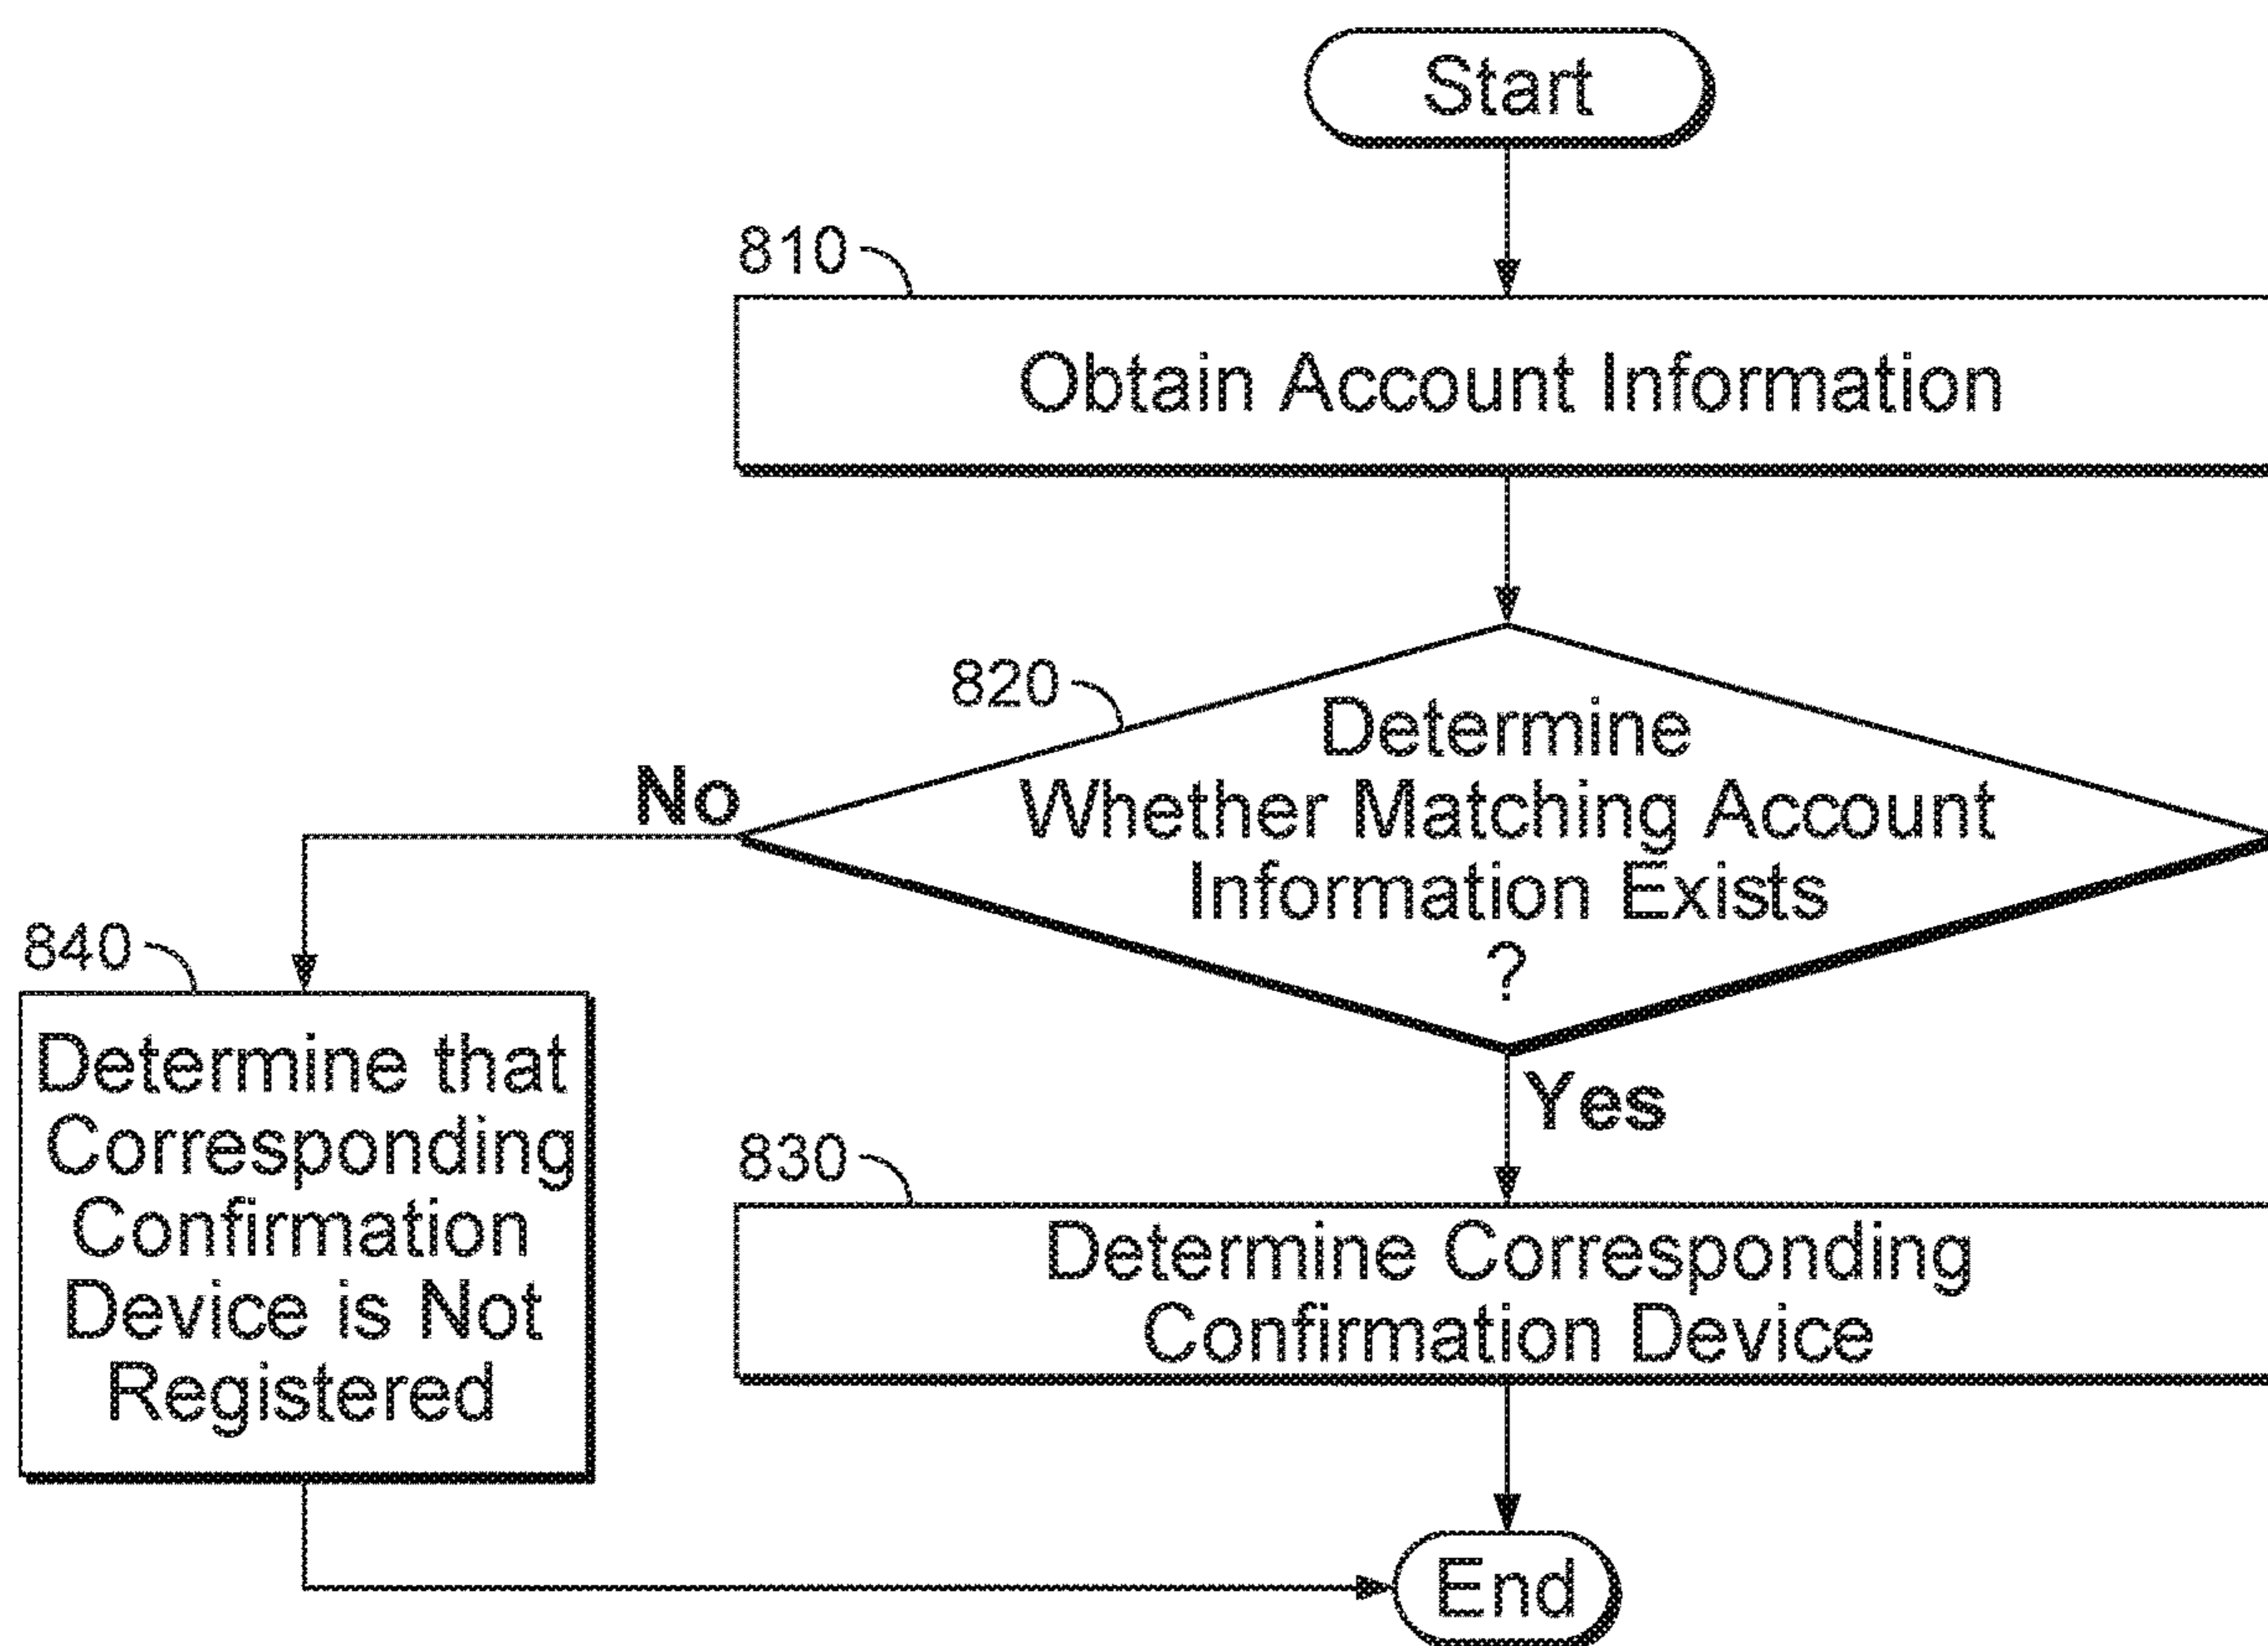 Start
810
Obtain Account Information
820
Determine
Whether Matching Account
Information Exists
?
No
Yes
840
Determine that
Corresponding
Confirmation
Device is Not
Registered
830
Determine Corresponding
Confirmation Device
End